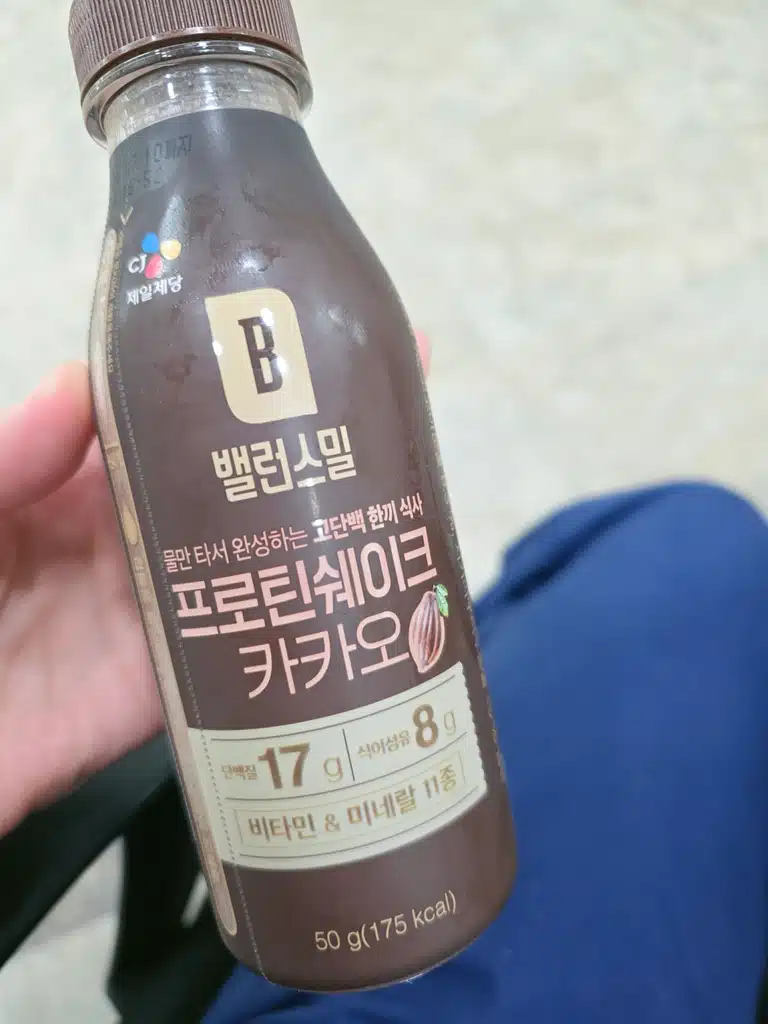 CJ
제일제당
B
밸런스밀
물만 타서 완성하는 고단백 한끼 식사
프로틴쉐이크
카카오
단백질 17 g 식이섬유 8 g
비타민 & 미네랄 11종
50 g(175 kcal)